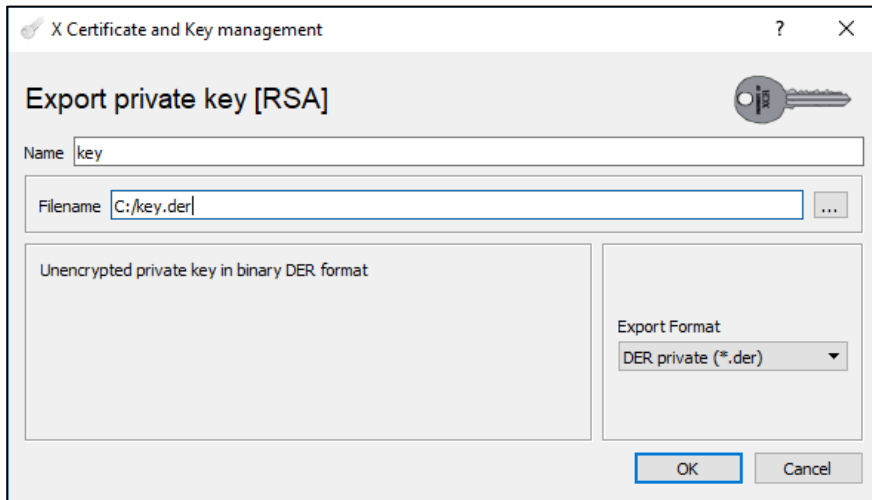 X Certificate and Key management
Export private key [RSA]
Name key
Filename C:/key.der ...
Unencrypted private key in binary DER format
Export Format
DER private (*.der)
OK Cancel